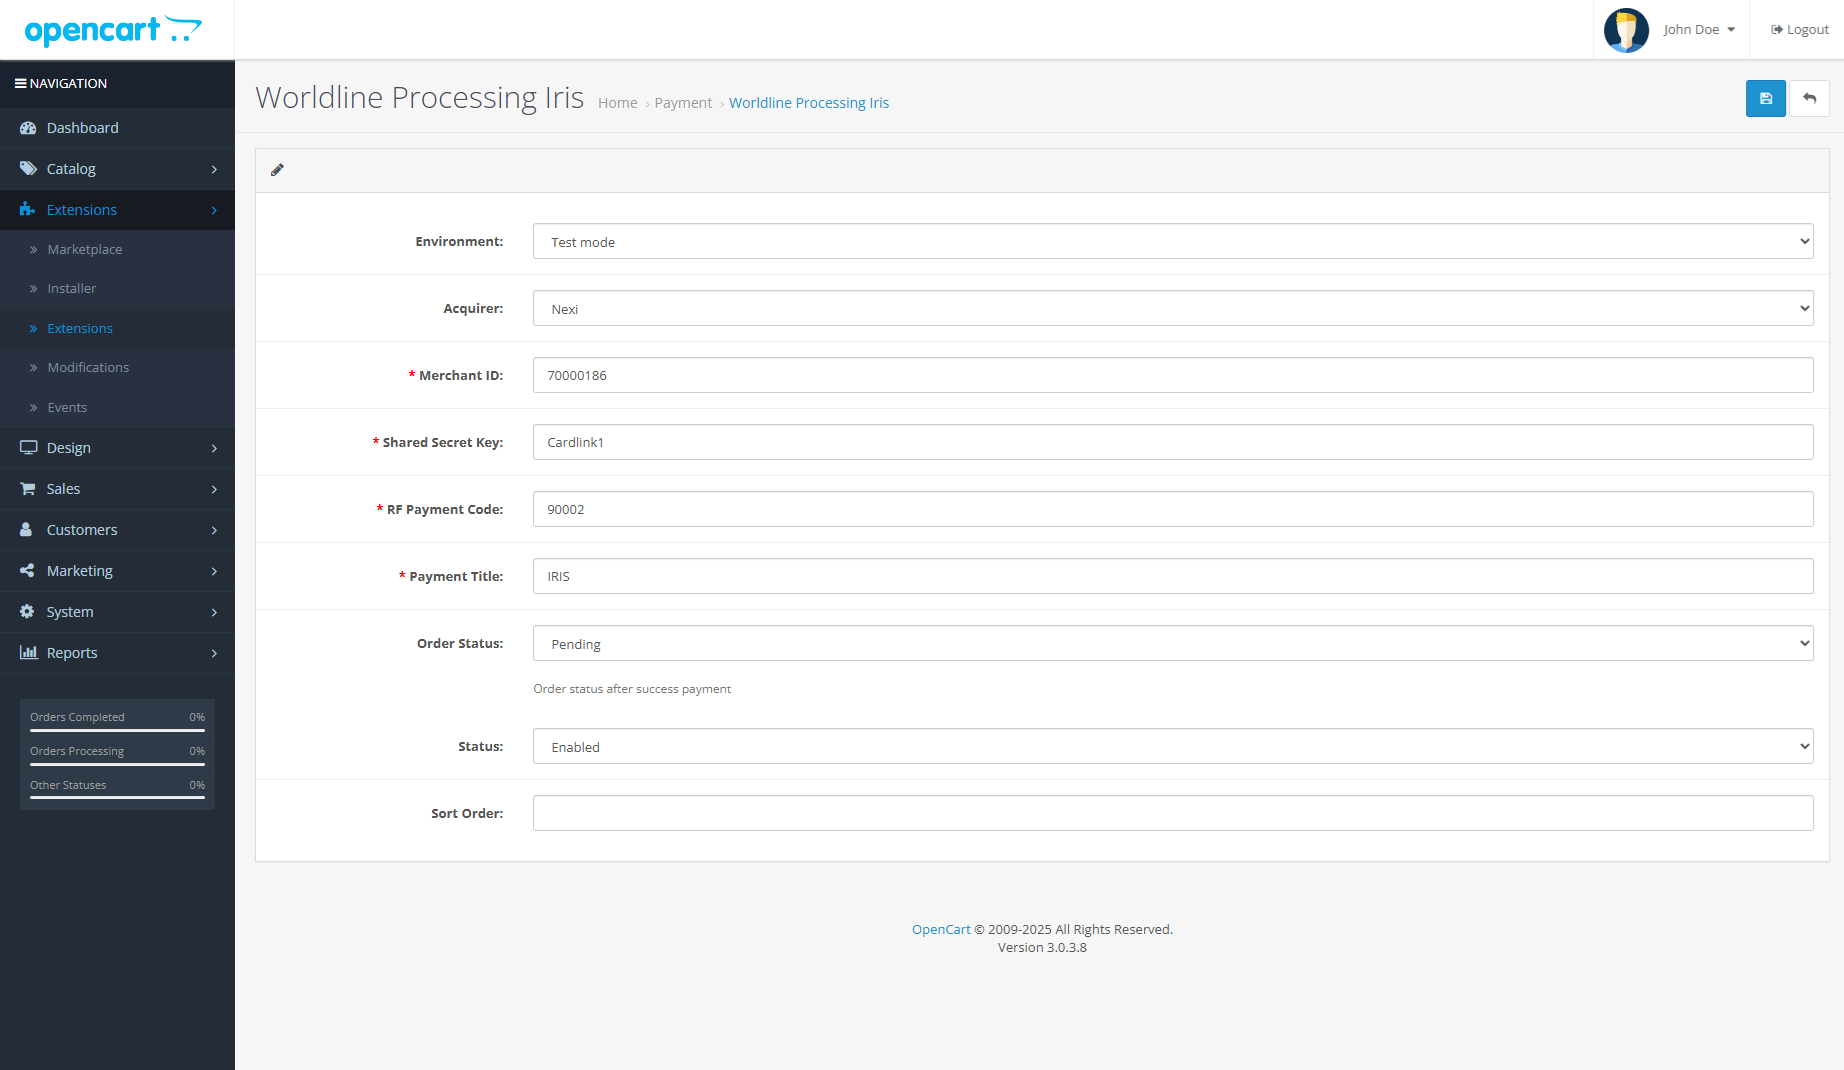 opencart
John Doe
Logout
NAVIGATION
Dashboard
Catalog
Extensions
Marketplace
Installer
Extensions
Modifications
Events
Design
Sales
Customers
Marketing
System
Reports
Orders Completed 0%
Orders Processing 0%
Other Statuses 0%
Worldline Processing Iris
Home › Payment › Worldline Processing Iris
Environment: Test mode
Acquirer: Nexi
* Merchant ID: 70000186
* Shared Secret Key: Cardlink1
* RF Payment Code: 90002
* Payment Title: IRIS
Order Status: Pending
Order status after success payment
Status: Enabled
Sort Order:
OpenCart © 2009-2025 All Rights Reserved.
Version 3.0.3.8